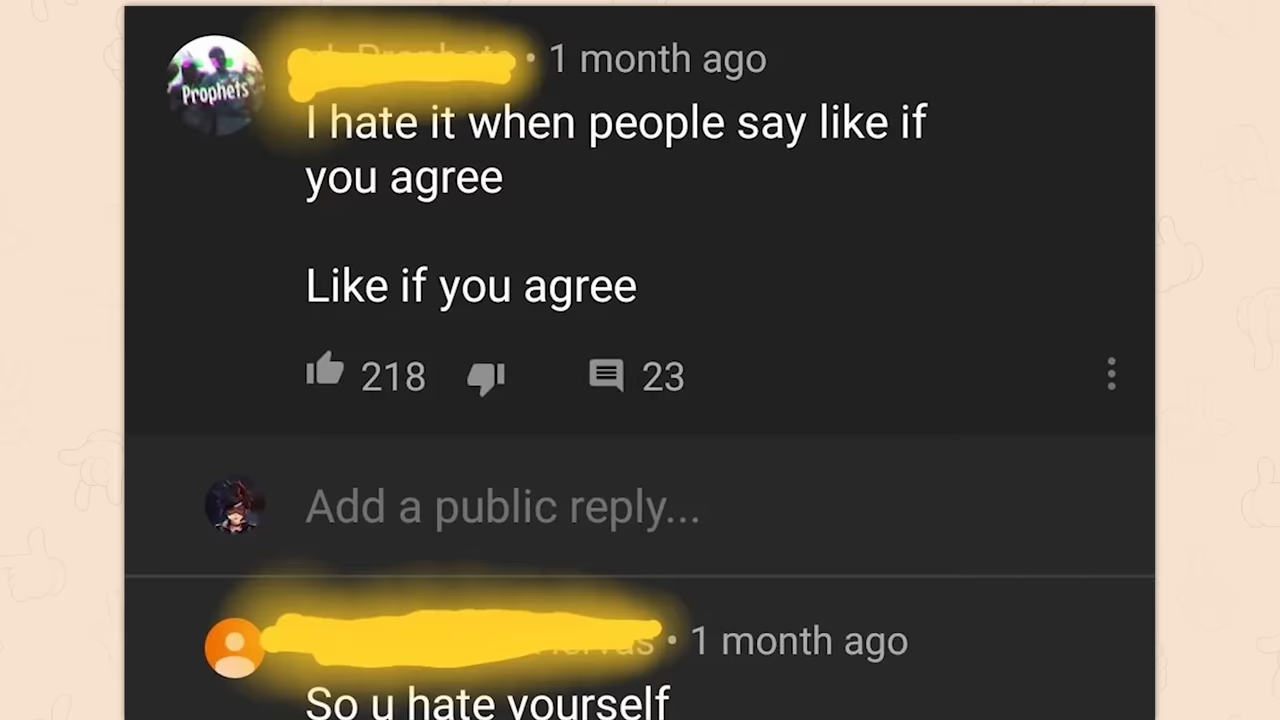 Prophets
• 1 month ago
I hate it when people say like if
you agree
Like if you agree
218 23
Add a public reply...
• 1 month ago
So u hate yourself